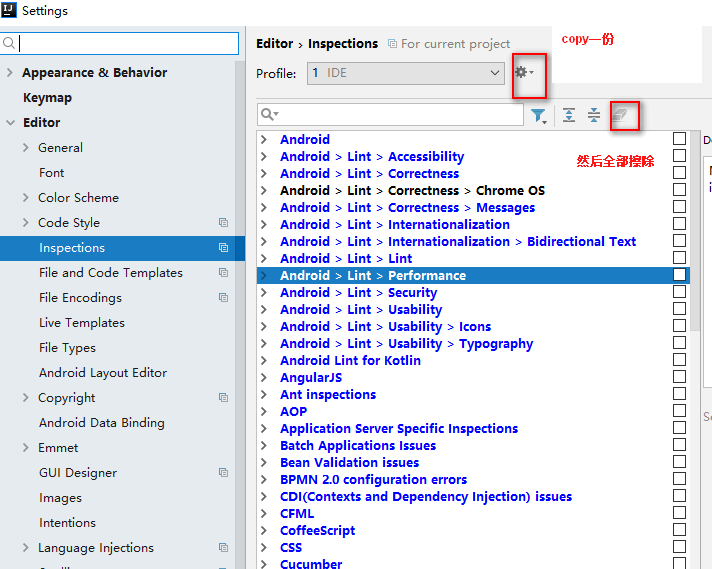 Settings
Appearance & Behavior
Keymap
Editor
General
Font
Color Scheme
Code Style
Inspections
File and Code Templates
File Encodings
Live Templates
File Types
Android Layout Editor
Copyright
Android Data Binding
Emmet
GUI Designer
Images
Intentions
Language Injections
Editor › Inspections For current project
copy一份
Profile: 1 IDE
然后全部擦除
Android
Android > Lint > Accessibility
Android > Lint > Correctness
Android > Lint > Correctness > Chrome OS
Android > Lint > Correctness > Messages
Android > Lint > Internationalization
Android > Lint > Internationalization > Bidirectional Text
Android > Lint > Lint
Android > Lint > Performance
Android > Lint > Security
Android > Lint > Usability
Android > Lint > Usability > Icons
Android > Lint > Usability > Typography
Android Lint for Kotlin
AngularJS
Ant inspections
AOP
Application Server Specific Inspections
Batch Applications Issues
Bean Validation issues
BPMN 2.0 configuration errors
CDI(Contexts and Dependency Injection) issues
CFML
CoffeeScript
CSS
Cucumber